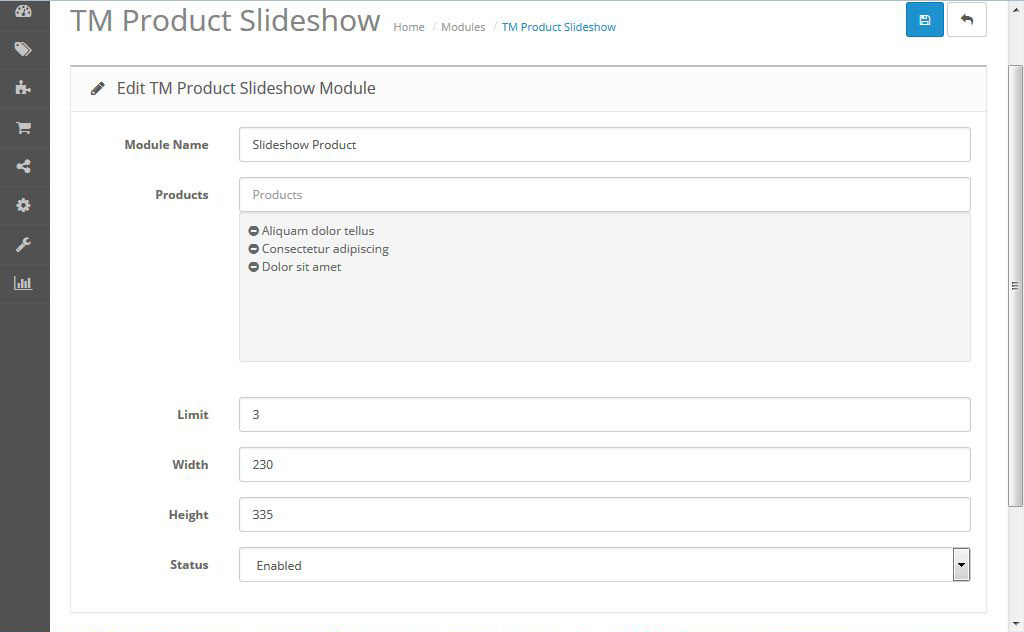 TM Product Slideshow Home / Modules / TM Product Slideshow
Edit TM Product Slideshow Module
Module Name Slideshow Product
Products Products
Aliquam dolor tellus
Consectetur adipiscing
Dolor sit amet
Limit 3
Width 230
Height 335
Status Enabled